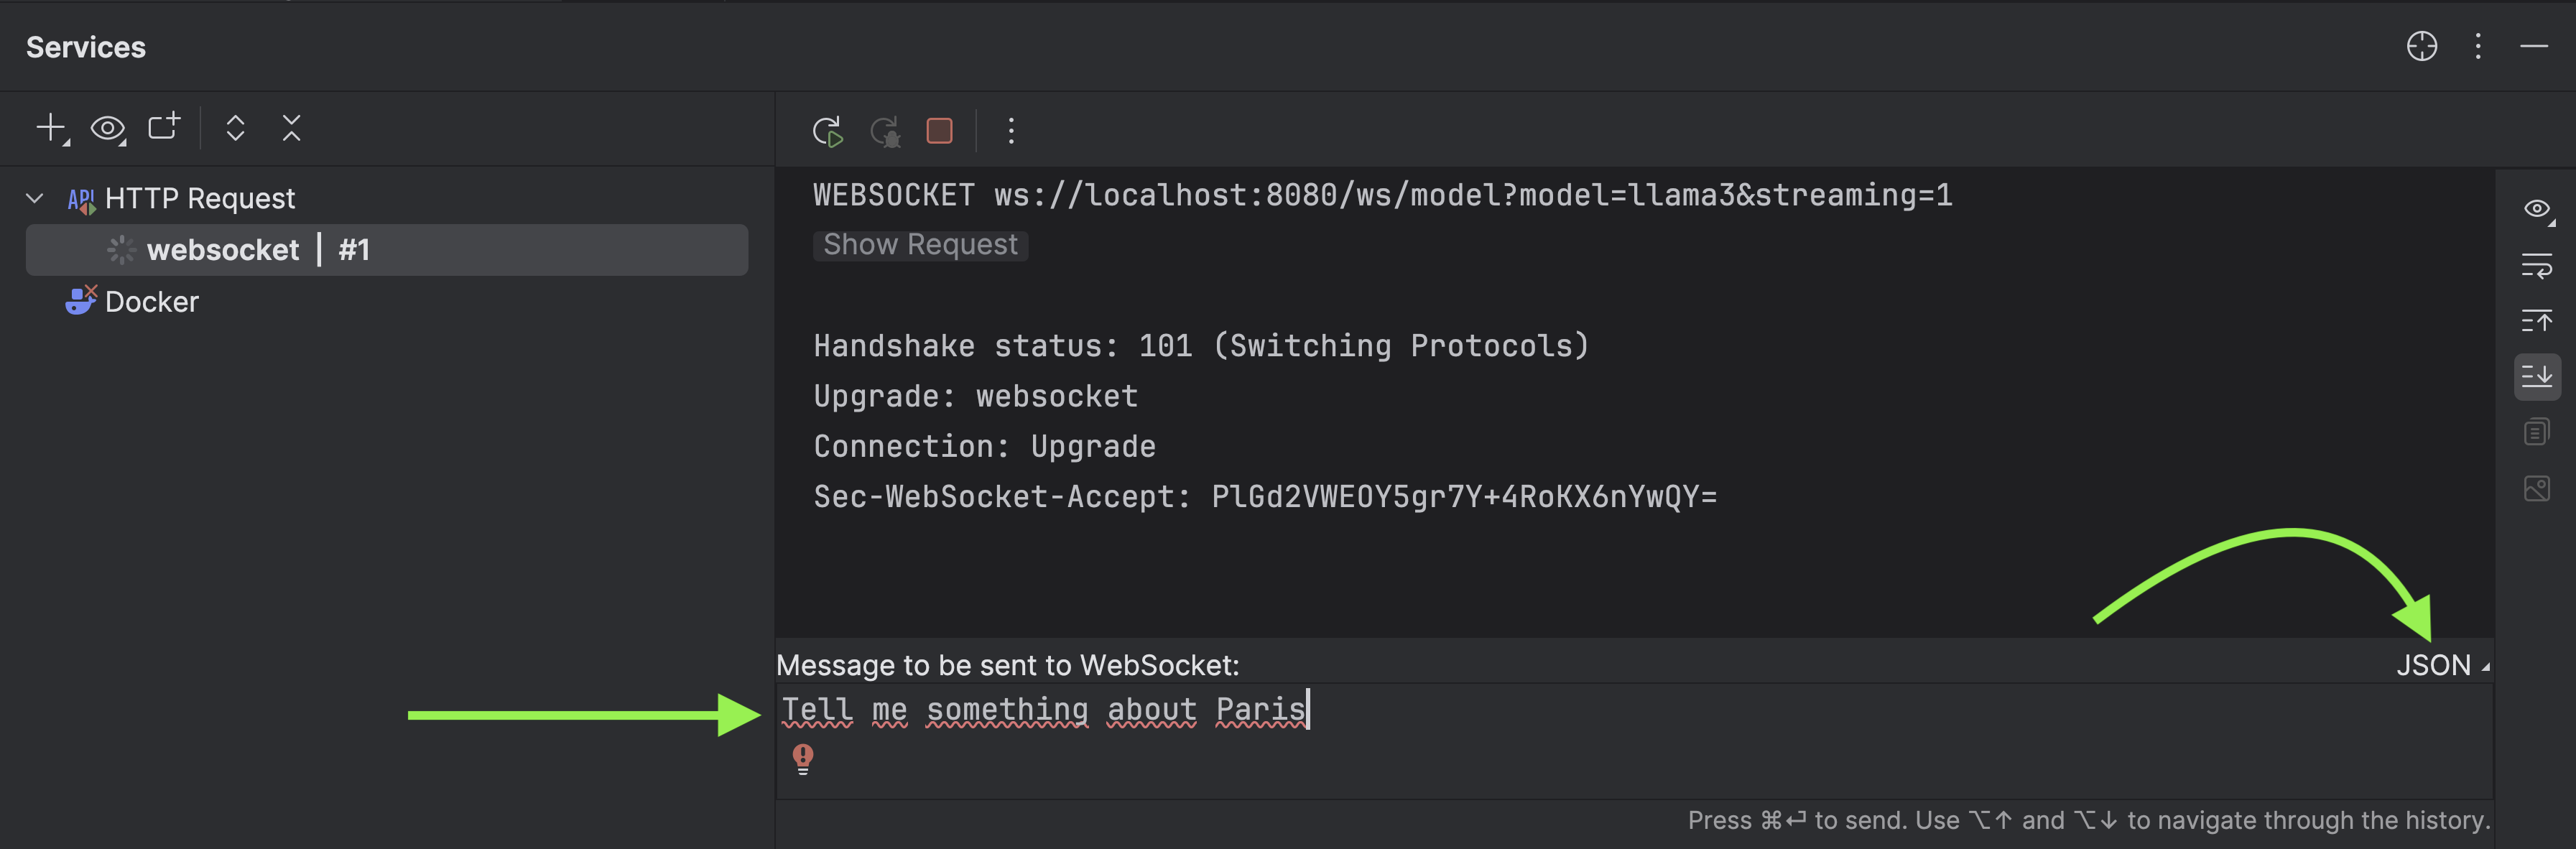 Services
API HTTP Request
websocket | #1
Docker
WEBSOCKET ws://localhost:8080/ws/model?model=llama3&streaming=1
Show Request
Handshake status: 101 (Switching Protocols)
Upgrade: websocket
Connection: Upgrade
Sec-WebSocket-Accept: PlGd2VWEOY5gr7Y+4RoKX6nYwQY=
Message to be sent to WebSocket:
JSON
Tell me something about Paris
Press ⌘⏎ to send. Use ⌥↑ and ⌥↓ to navigate through the history.